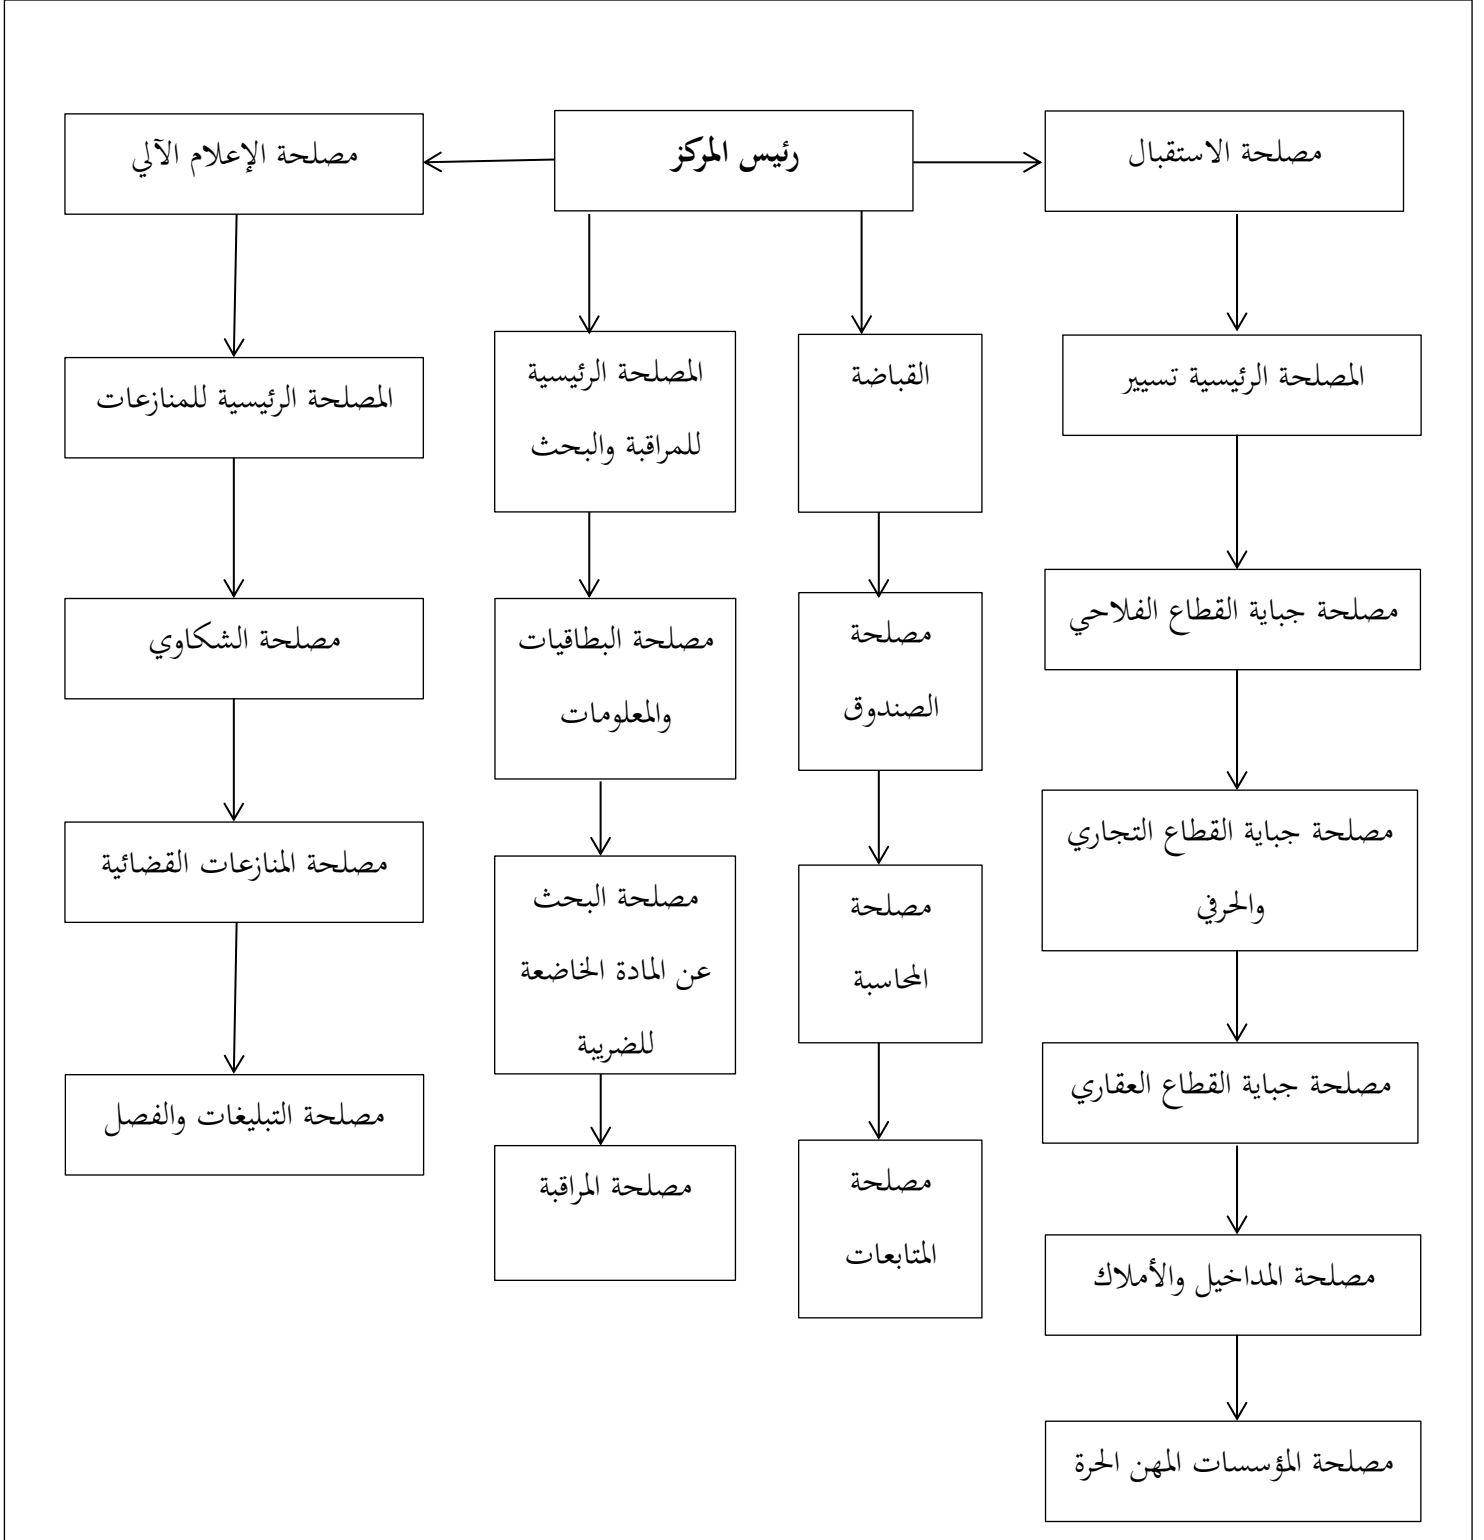 مصلحة الاستقبال
رئيس المركز
مصلحة الإعلام الآلي
المصلحة الرئيسية تسيير
القباضة
المصلحة الرئيسية
للمراقبة والبحث
المصلحة الرئيسية للمنازعات
مصلحة جباية القطاع الفلاحي
مصلحة
الصندوق
مصلحة البطاقيات
والمعلومات
مصلحة الشكاوي
مصلحة جباية القطاع التجاري
والحرفي
مصلحة
المحاسبة
مصلحة البحث
عن المادة الخاضعة
للضريبة
مصلحة المنازعات القضائية
مصلحة جباية القطاع العقاري
مصلحة
المتابعات
مصلحة المراقبة
مصلحة التبليغات والفصل
مصلحة المداخيل والأملاك
مصلحة المؤسسات المهن الحرة